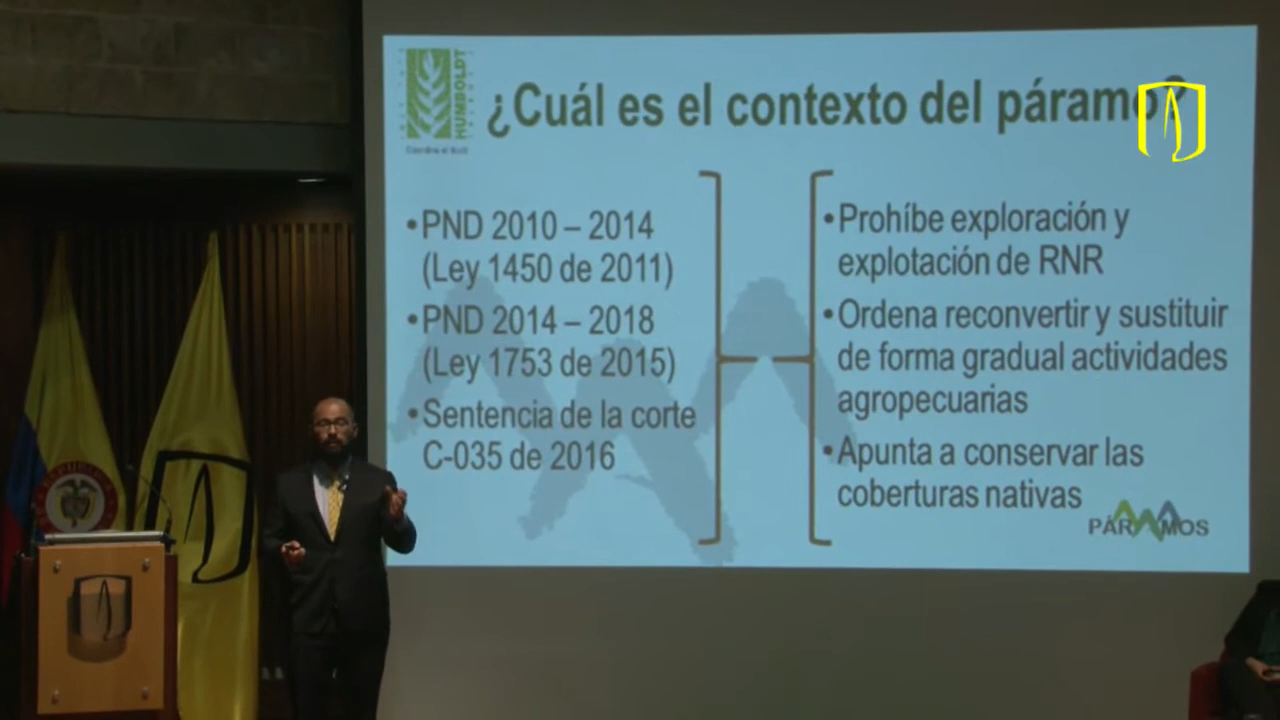 HUMBOLDT
¿Cuál es el contexto del páramo?
•PND 2010 – 2014
(Ley 1450 de 2011)
•PND 2014 – 2018
(Ley 1753 de 2015)
•Sentencia de la corte
C-035 de 2016
•Prohíbe exploración y
explotación de RNR
•Ordena reconvertir y sustituir
de forma gradual actividades
agropecuarias
•Apunta a conservar las
coberturas nativas
PÁRAMOS